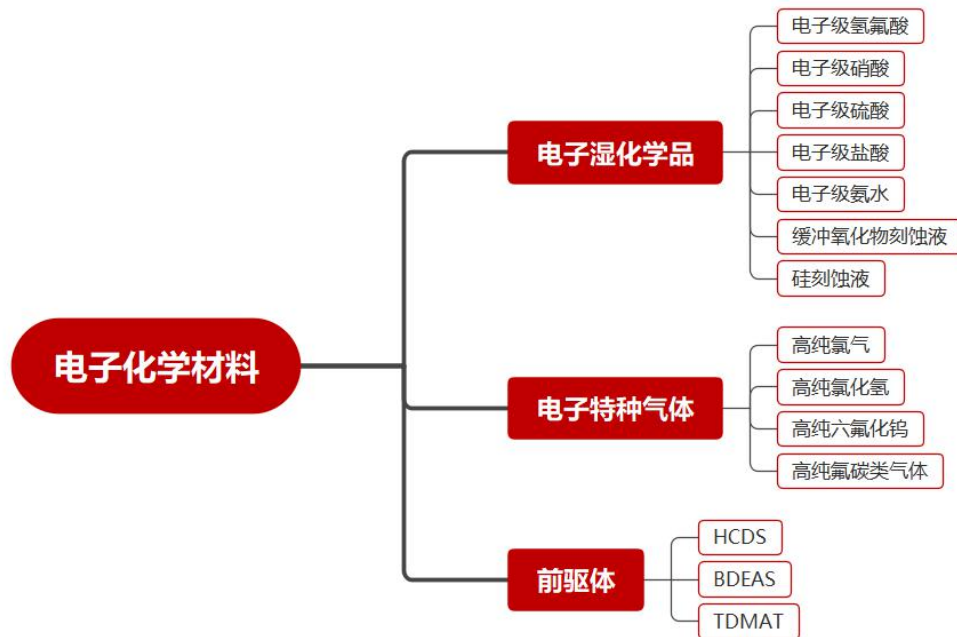 电子化学材料
电子湿化学品
电子级氢氟酸
电子级硝酸
电子级硫酸
电子级盐酸
电子级氨水
缓冲氧化物刻蚀液
硅刻蚀液
电子特种气体
高纯氯气
高纯氯化氢
高纯六氟化钨
高纯氟碳类气体
前驱体
HCDS
BDEAS
TDMAT